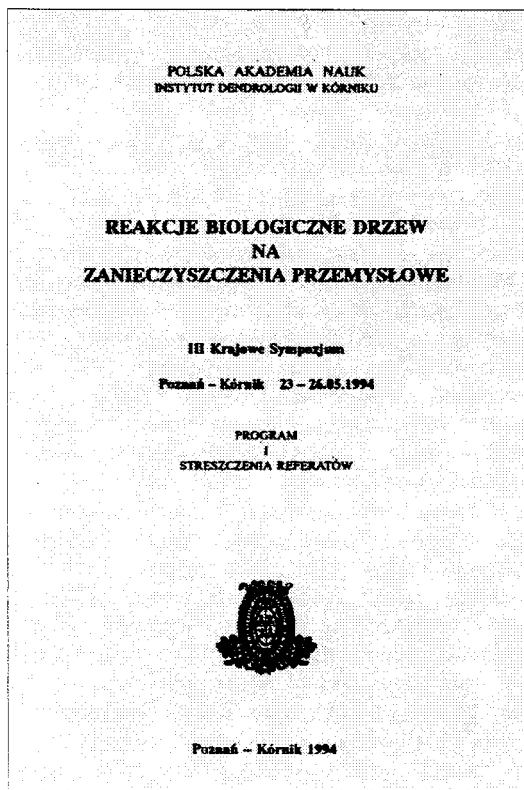 POLSKA AKADEMIA NAUK
INSTYTUT DENDROLOGII W KÓRNIKU
REAKCJE BIOLOGICZNE DRZEW
NA
ZANIECZYSZCZENIA PRZEMYSŁOWE
III Krajowe Sympozjum
Poznań – Kórnik 23 – 26.05.1994
PROGRAM
I
STRESZCZENIA REFERATÓW
Poznań – Kórnik 1994